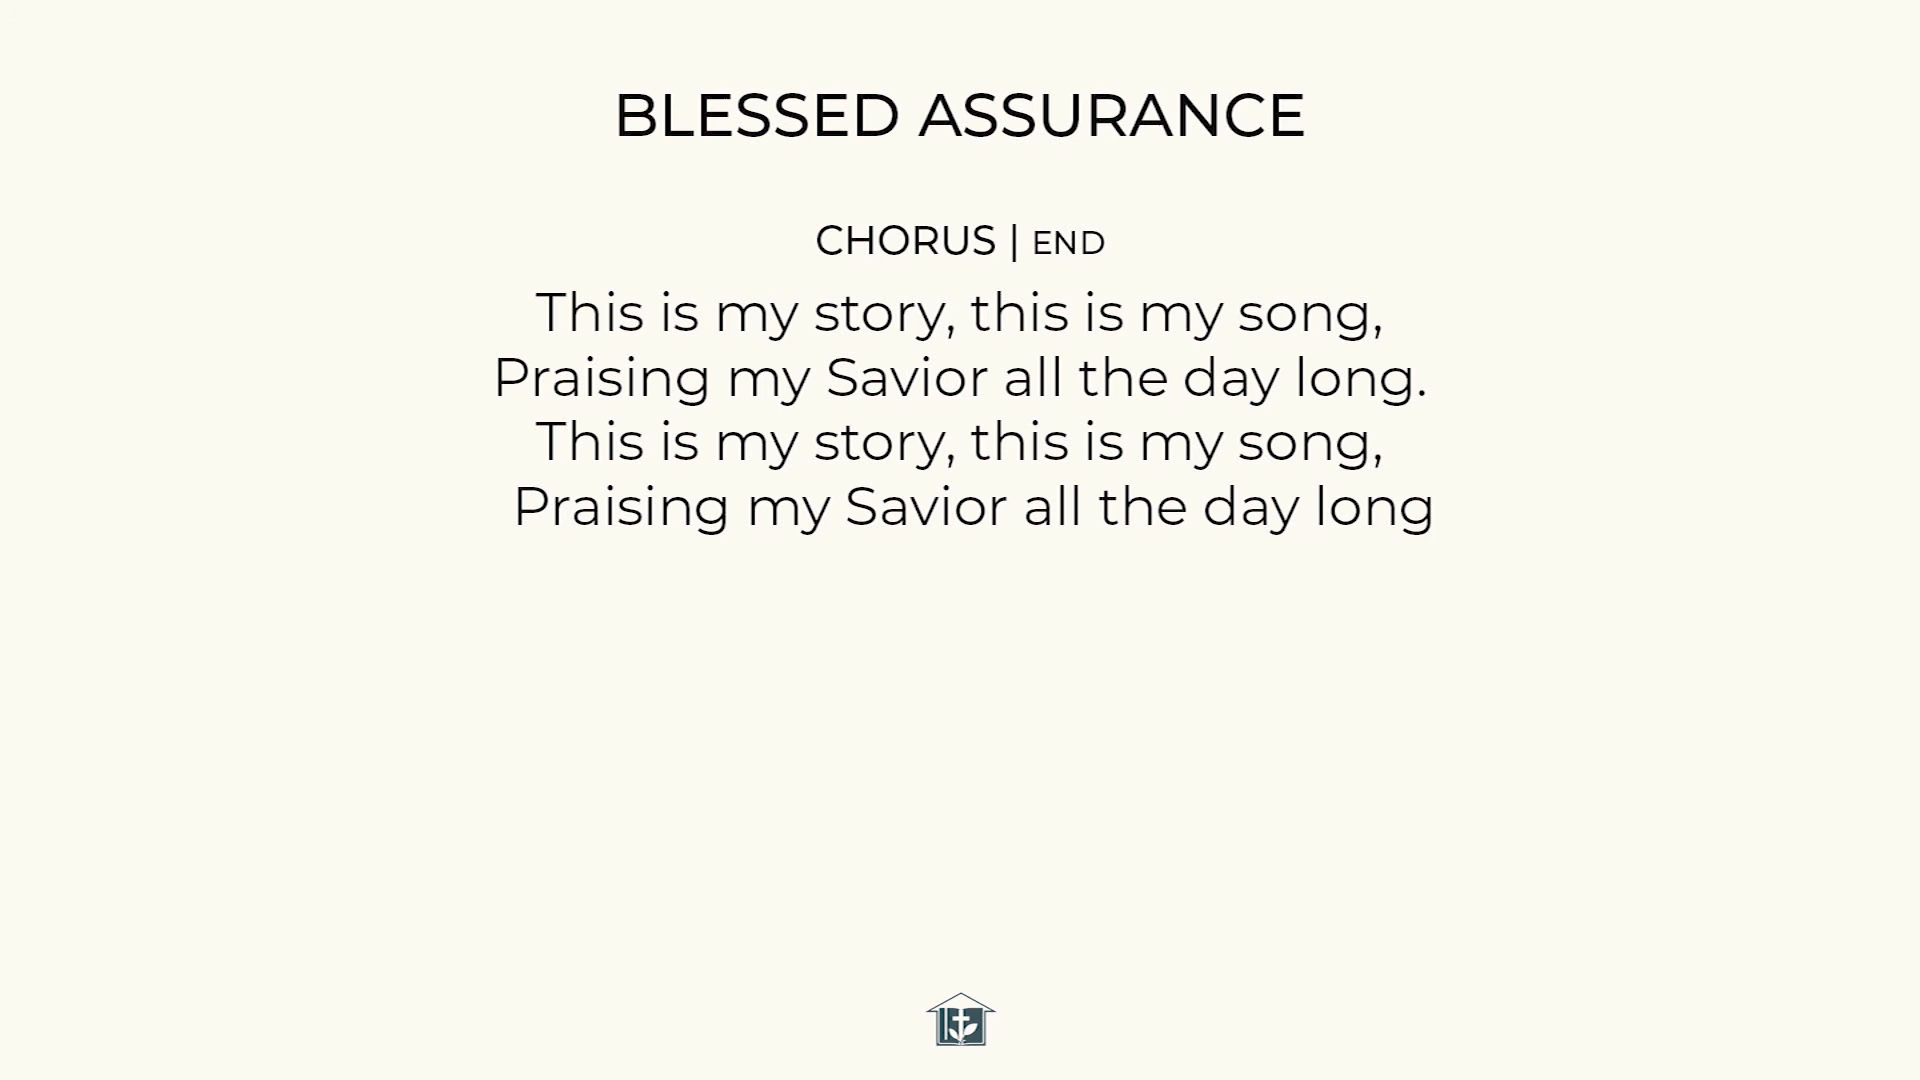 BLESSED ASSURANCE
CHORUS | END
This is my story, this is my song,
Praising my Savior all the day long.
This is my story, this is my song,
Praising my Savior all the day long